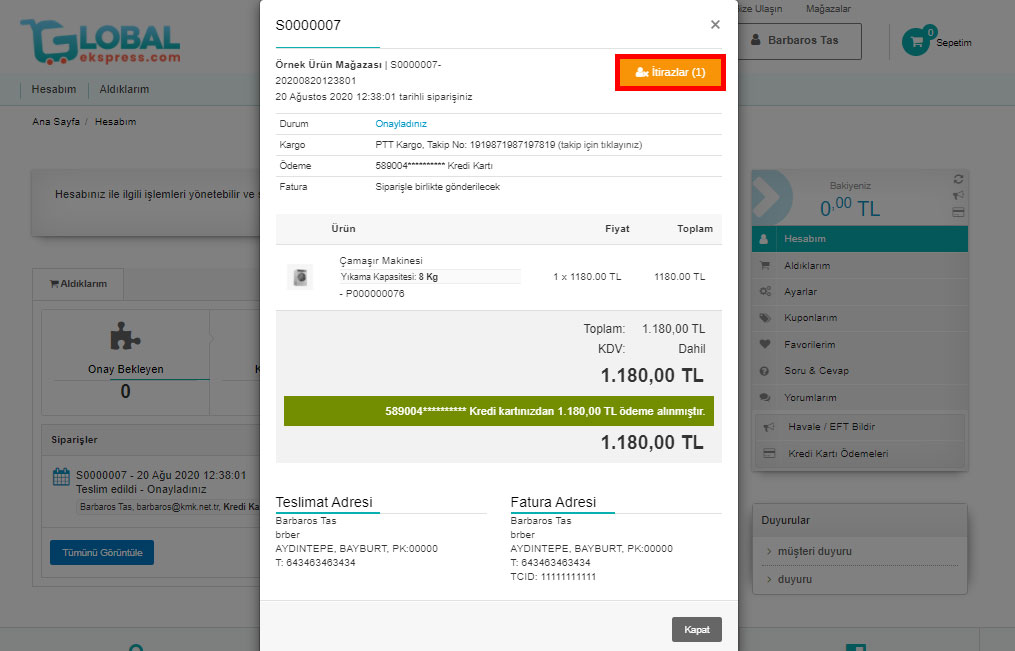 GLOBAL
ekspress.com
ize Ulaşın
Mağazalar
Barbaros Tas
0
Sepetim
Hesabım
Aldıklarım
Ana Sayfa / Hesabım
Hesabınız ile ilgili işlemleri yönetebilir ve
Aldıklarım
Onay Bekleyen
0
Siparişler
S0000007 - 20 Ağu 2020 12:38:01
Teslim edildi - Onayladınız
Barbaros Tas, barbaros@kmk.net.tr, Kredi Ka
Tümünü Görüntüle
S0000007
×
Örnek Ürün Mağazası | S0000007-
20200820123801
20 Ağustos 2020 12:38:01 tarihli siparişiniz
İtirazlar (1)
Durum Onayladınız
Kargo PTT Kargo, Takip No: 1919871987197819 (takip için tıklayınız)
Ödeme 589004********** Kredi Kartı
Fatura Siparişle birlikte gönderilecek
Ürün Fiyat Toplam
Çamaşır Makinesi
Yıkama Kapasitesi: 8 Kg
- P000000076
1 x 1180.00 TL 1180.00 TL
Toplam: 1.180,00 TL
KDV: Dahil
1.180,00 TL
589004********** Kredi kartınızdan 1.180,00 TL ödeme alınmıştır.
1.180,00 TL
Teslimat Adresi
Barbaros Tas
brber
AYDINTEPE, BAYBURT, PK:00000
T: 643463463434
Fatura Adresi
Barbaros Tas
brber
AYDINTEPE, BAYBURT, PK:00000
T: 643463463434
TCID: 11111111111
Kapat
Bakiyeniz
0,00 TL
Hesabım
Aldıklarım
Ayarlar
Kuponlarım
Favorilerim
Soru & Cevap
Yorumlarım
Havale / EFT Bildir
Kredi Kartı Ödemeleri
Duyurular
müşteri duyuru
duyuru